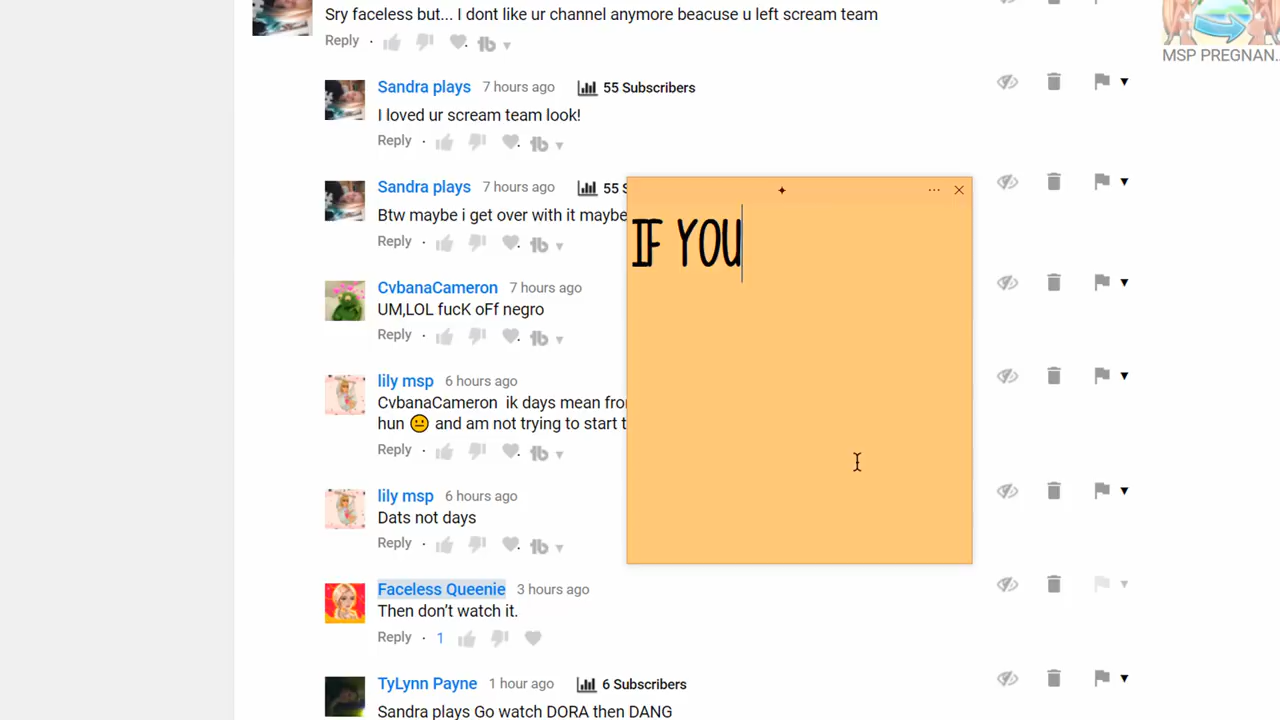 Sry faceless but... I dont like ur channel anymore beacuse u left scream team
Reply
MSP PREGNAN...
Sandra plays 7 hours ago 55 Subscribers
I loved ur scream team look!
Reply
Sandra plays 7 hours ago 55
Btw maybe i get over with it maybe
Reply
IF YOU
CvbanaCameron 7 hours ago
UM,LOL fucK oFf negro
Reply
lily msp 6 hours ago
CvbanaCameron ik days mean
hun 😐 and am not trying to start
Reply
lily msp 6 hours ago
Dats not days
Reply
Faceless Queenie 3 hours ago
Then don't watch it.
Reply · 1
TyLynn Payne 1 hour ago 6 Subscribers
Sandra plays Go watch DORA then DANG